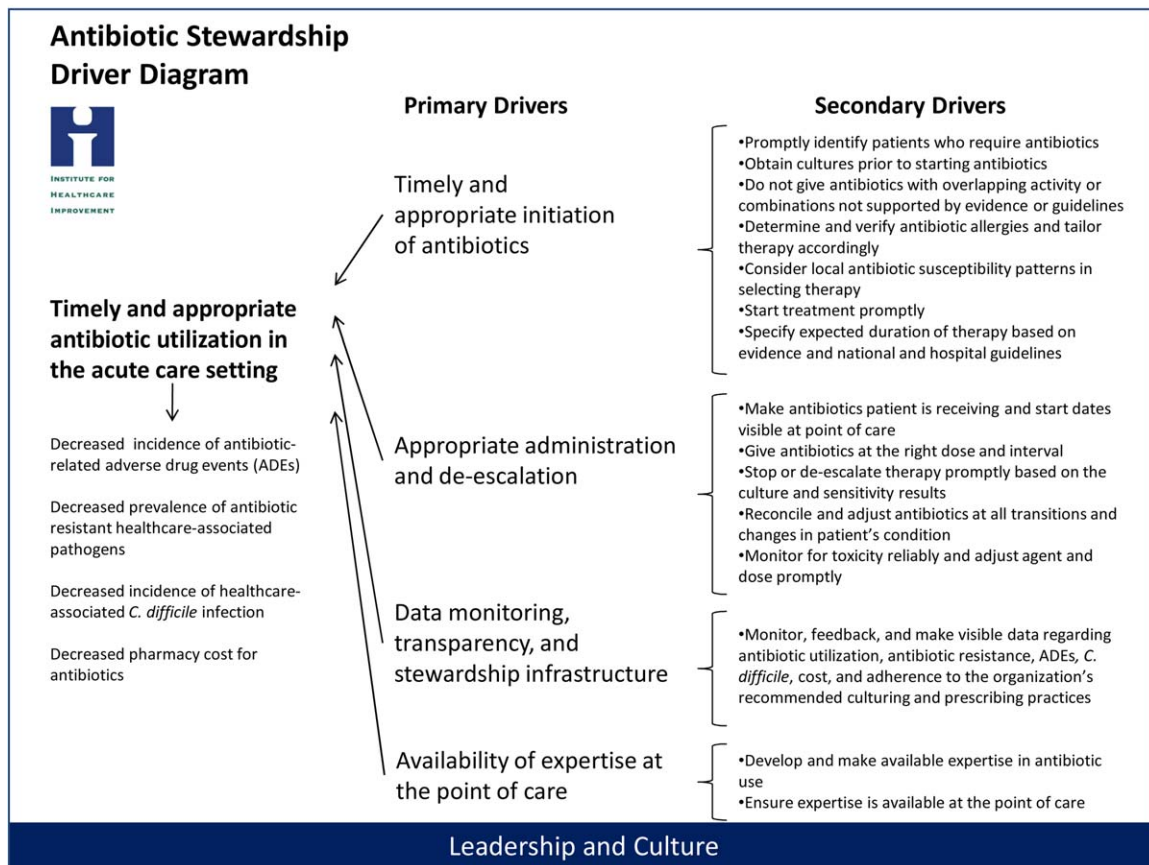 Antibiotic Stewardship
Driver Diagram
INSTITUTE FOR
HEALTHCARE
IMPROVEMENT
Timely and appropriate
antibiotic utilization in
the acute care setting
Decreased incidence of antibiotic-
related adverse drug events (ADEs)
Decreased prevalence of antibiotic
resistant healthcare-associated
pathogens
Decreased incidence of healthcare-
associated C. difficile infection
Decreased pharmacy cost for
antibiotics
Primary Drivers
Timely and
appropriate initiation
of antibiotics
Appropriate administration
and de-escalation
Data monitoring,
transparency, and
stewardship infrastructure
Availability of expertise at
the point of care
Secondary Drivers
•Promptly identify patients who require antibiotics
•Obtain cultures prior to starting antibiotics
•Do not give antibiotics with overlapping activity or
combinations not supported by evidence or guidelines
•Determine and verify antibiotic allergies and tailor
therapy accordingly
•Consider local antibiotic susceptibility patterns in
selecting therapy
•Start treatment promptly
•Specify expected duration of therapy based on
evidence and national and hospital guidelines
•Make antibiotics patient is receiving and start dates
visible at point of care
•Give antibiotics at the right dose and interval
•Stop or de-escalate therapy promptly based on the
culture and sensitivity results
•Reconcile and adjust antibiotics at all transitions and
changes in patient's condition
•Monitor for toxicity reliably and adjust agent and
dose promptly
•Monitor, feedback, and make visible data regarding
antibiotic utilization, antibiotic resistance, ADEs, C.
difficile, cost, and adherence to the organization's
recommended culturing and prescribing practices
•Develop and make available expertise in antibiotic
use
•Ensure expertise is available at the point of care
Leadership and Culture